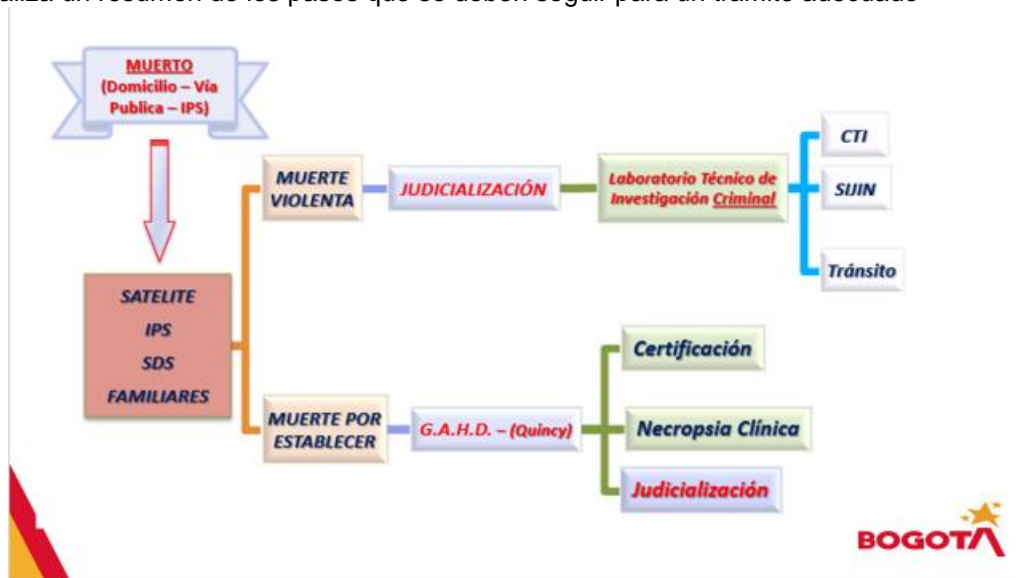 MUERTO
(Domicilio – Vía
Publica – IPS)
SATELITE
IPS
SDS
FAMILIARES
MUERTE
VIOLENTA
JUDICIALIZACIÓN
Laboratorio Técnico de
Investigación Criminal
CTI
SIJIN
Tránsito
MUERTE POR
ESTABLECER
G.A.H.D. – (Quincy)
Certificación
Necropsia Clínica
Judicialización
BOGOTA